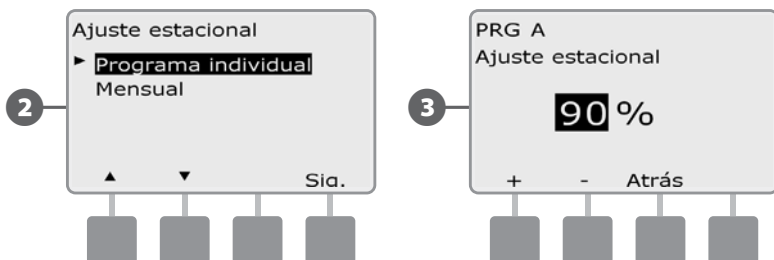 2
Ajuste estacional
► Programa individual
Mensual
▲ ▼ Sig.
3
PRG A
Ajuste estacional
90 %
+ - Atrás